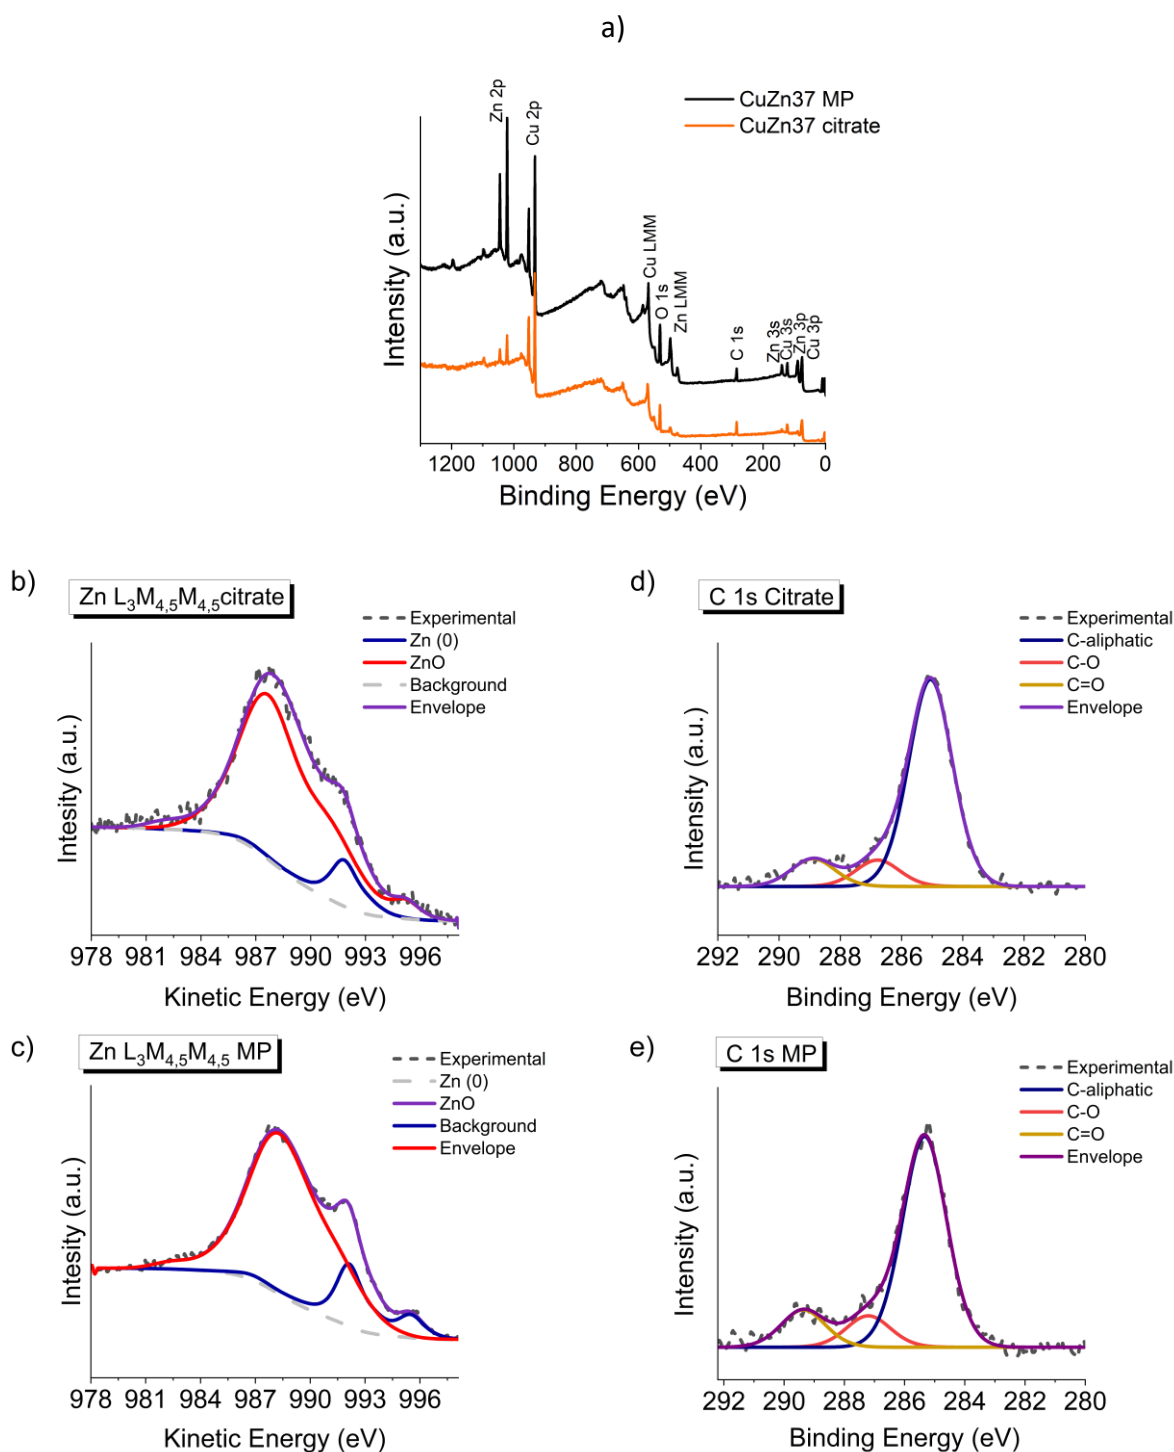 a)
CuZn37 MP
CuZn37 citrate
Zn 2p
Cu 2p
Cu LMM
O 1s
Zn LMM
C 1s
Zn 3s
Cu 3s
Zn 3p
Cu 3p
Intensity (a.u.)
1200 1000 800 600 400 200 0
Binding Energy (eV)
b)
Zn L3M4,5M4,5citrate
Experimental
Zn (0)
ZnO
Background
Envelope
Intesity (a.u.)
978 981 984 987 990 993 996
Kinetic Energy (eV)
d)
C 1s Citrate
Experimental
C-aliphatic
C-O
C=O
Envelope
Intensity (a.u.)
292 290 288 286 284 282 280
Binding Energy (eV)
c)
Zn L3M4,5M4,5 MP
Experimental
Zn (0)
ZnO
Background
Envelope
Intesity (a.u.)
978 981 984 987 990 993 996
Kinetic Energy (eV)
e)
C 1s MP
Experimental
C-aliphatic
C-O
C=O
Envelope
Intensity (a.u.)
292 290 288 286 284 282 280
Binding Energy (eV)